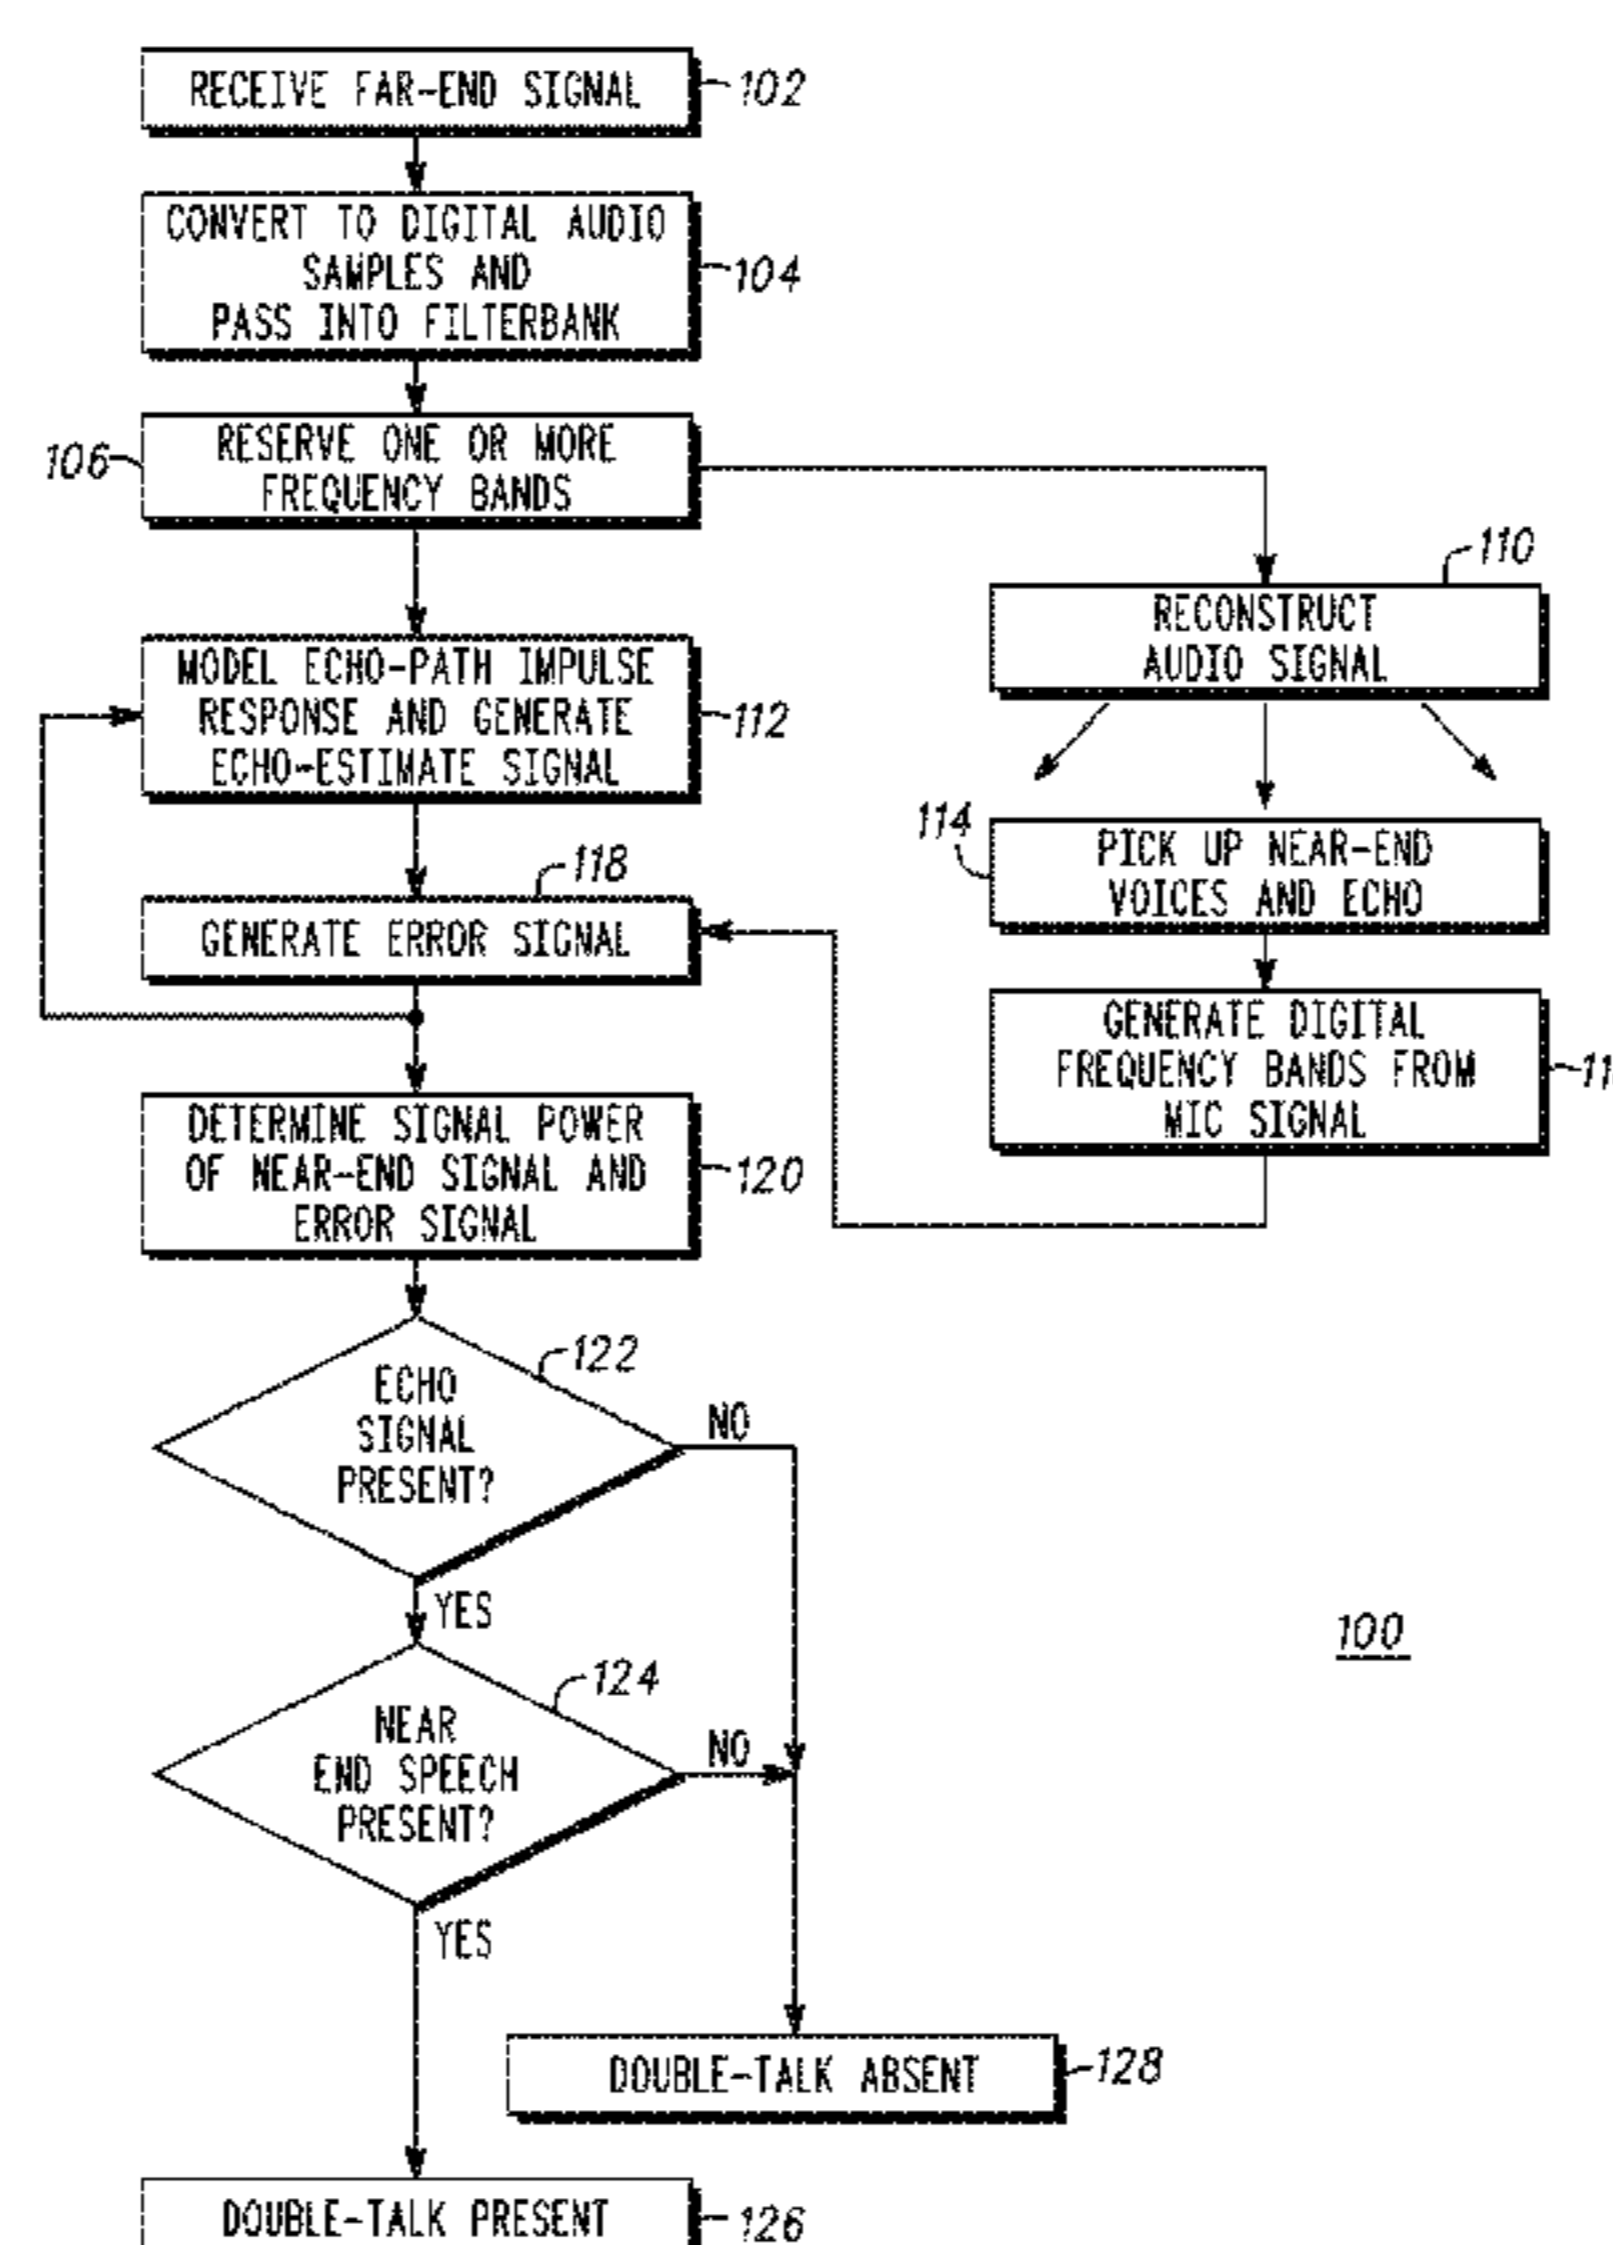 RECEIVE FAR-END SIGNAL
102
CONVERT TO DIGITAL AUDIO
SAMPLES AND
PASS INTO FILTERBANK
104
106
RESERVE ONE OR MORE
FREQUENCY BANDS
110
RECONSTRUCT
AUDIO SIGNAL
MODEL ECHO-PATH IMPULSE
RESPONSE AND GENERATE
ECHO-ESTIMATE SIGNAL
112
114
PICK UP NEAR-END
VOICES AND ECHO
118
GENERATE ERROR SIGNAL
GENERATE DIGITAL
FREQUENCY BANDS FROM
MIC SIGNAL
DETERMINE SIGNAL POWER
OF NEAR-END SIGNAL AND
ERROR SIGNAL
120
122
ECHO
SIGNAL
PRESENT?
NO
YES
100
124
NEAR
END SPEECH
PRESENT?
NO
YES
DOUBLE-TALK ABSENT
128
DOUBLE-TALK PRESENT
126